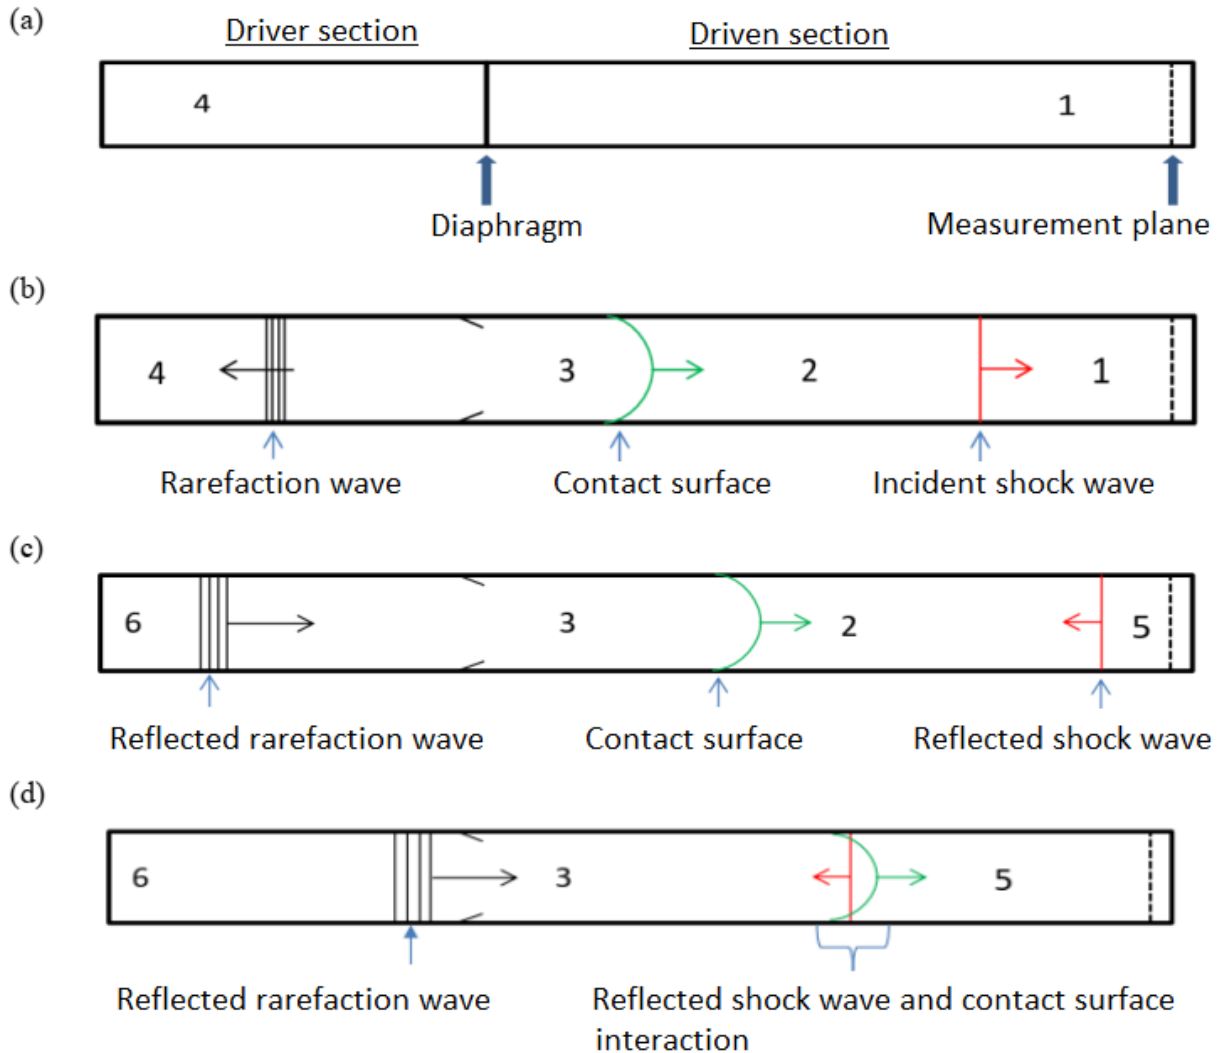 (a)
Driver section
Driven section
4
1
Diaphragm
Measurement plane
(b)
4
3
2
1
Rarefaction wave
Contact surface
Incident shock wave
(c)
6
3
2
5
Reflected rarefaction wave
Contact surface
Reflected shock wave
(d)
6
3
5
Reflected rarefaction wave
Reflected shock wave and contact surface
interaction